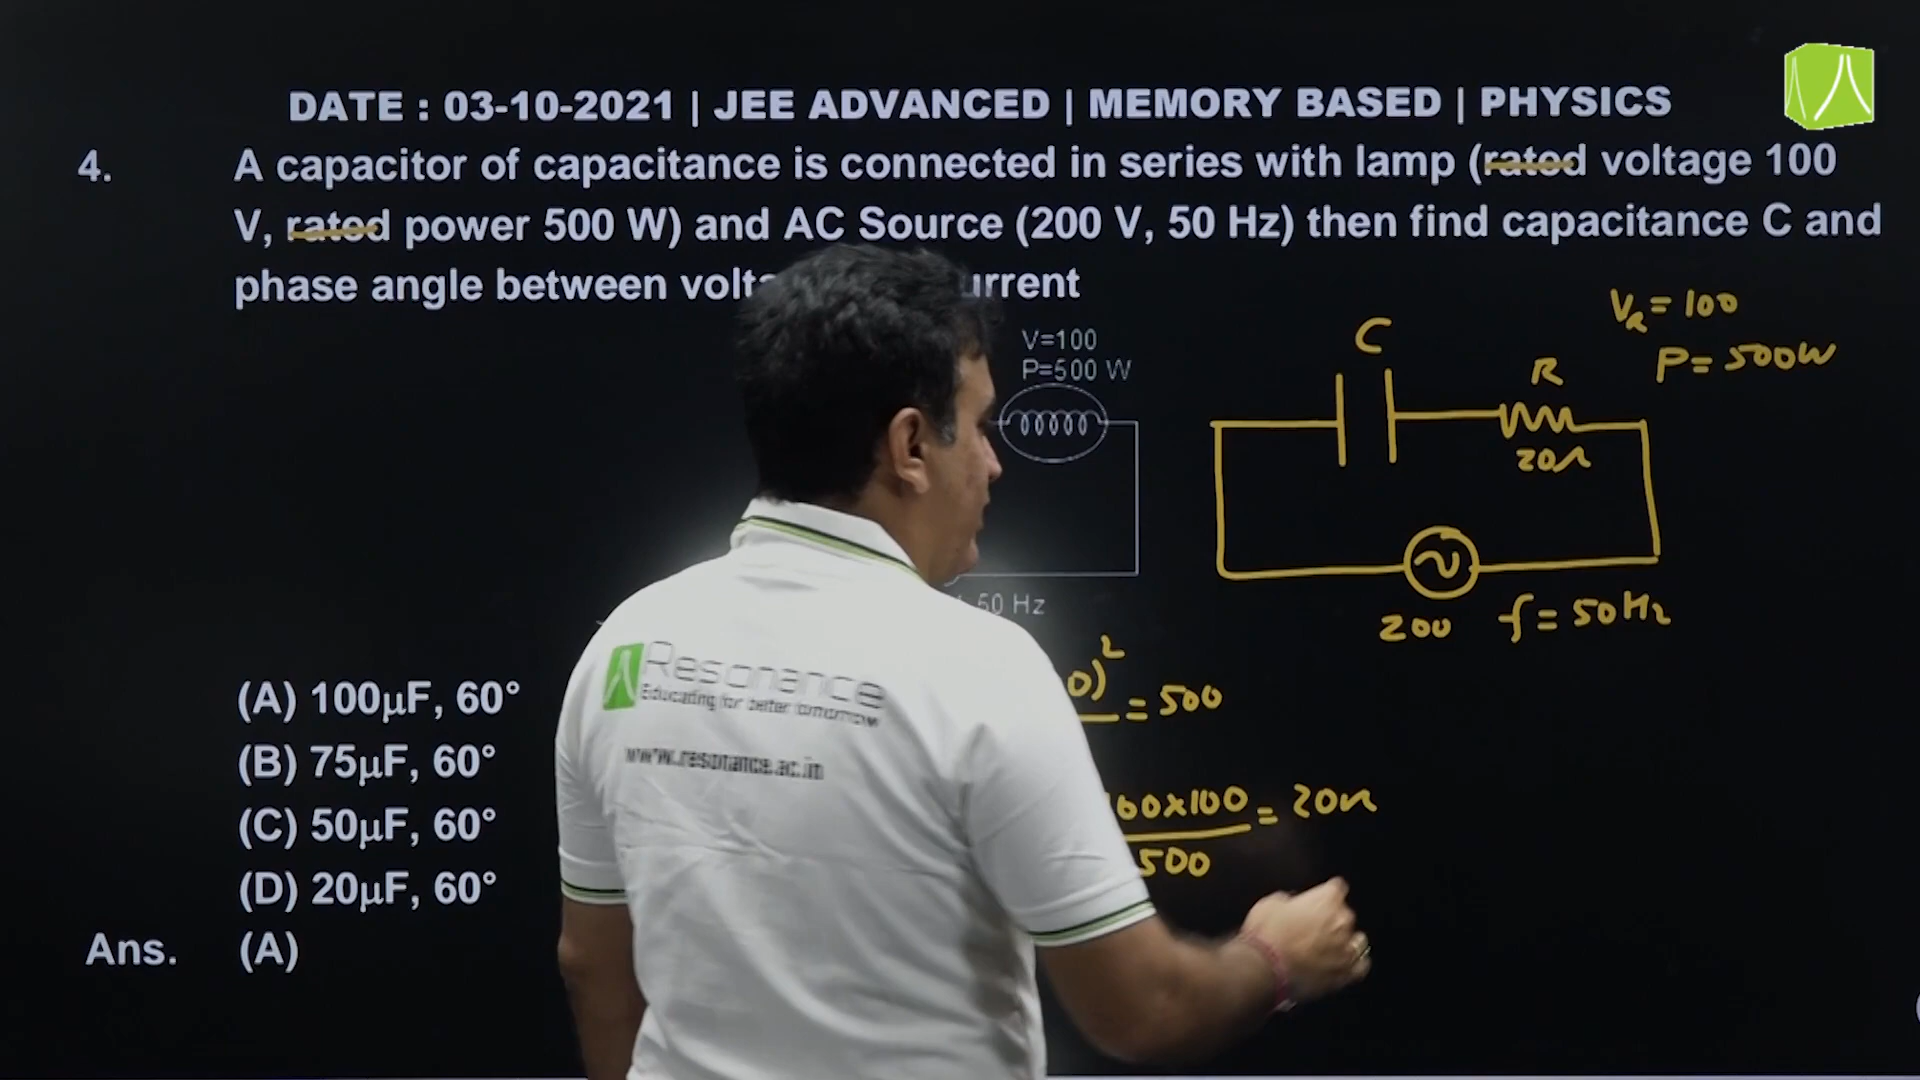 DATE : 03-10-2021 | JEE ADVANCED | MEMORY BASED | PHYSICS
4. A capacitor of capacitance is connected in series with lamp (rated voltage 100
V, rated power 500 W) and AC Source (200 V, 50 Hz) then find capacitance C and
phase angle between
V=100
P=500 W
50 Hz
V_R = 100
P = 500W
C
R
20Ω
200 f = 50Hz
)² = 500
100x100 = 20Ω
500
(A) 100μF, 60°
(B) 75μF, 60°
(C) 50μF, 60°
(D) 20μF, 60°
Ans. (A)
Resonance
Educating for better tomorrow
www.resonance.ac.in